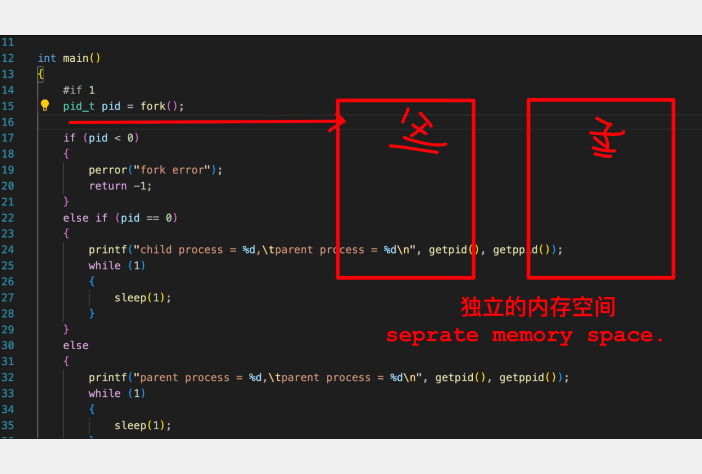 11
12 int main()
13 {
14 #if 1
15 pid_t pid = fork();
16
17 if (pid < 0)
18 {
19 perror("fork error");
20 return -1;
21 }
22 else if (pid == 0)
23 {
24 printf("child process = %d,\tparent process = %d\n", getpid(), getppid());
25 while (1)
26 {
27 sleep(1);
28 }
29 }
30 else
31 {
32 printf("parent process = %d,\tparent process = %d\n", getpid(), getppid());
33 while (1)
34 {
35 sleep(1);
父
子
独立的内存空间
seprate memory space.